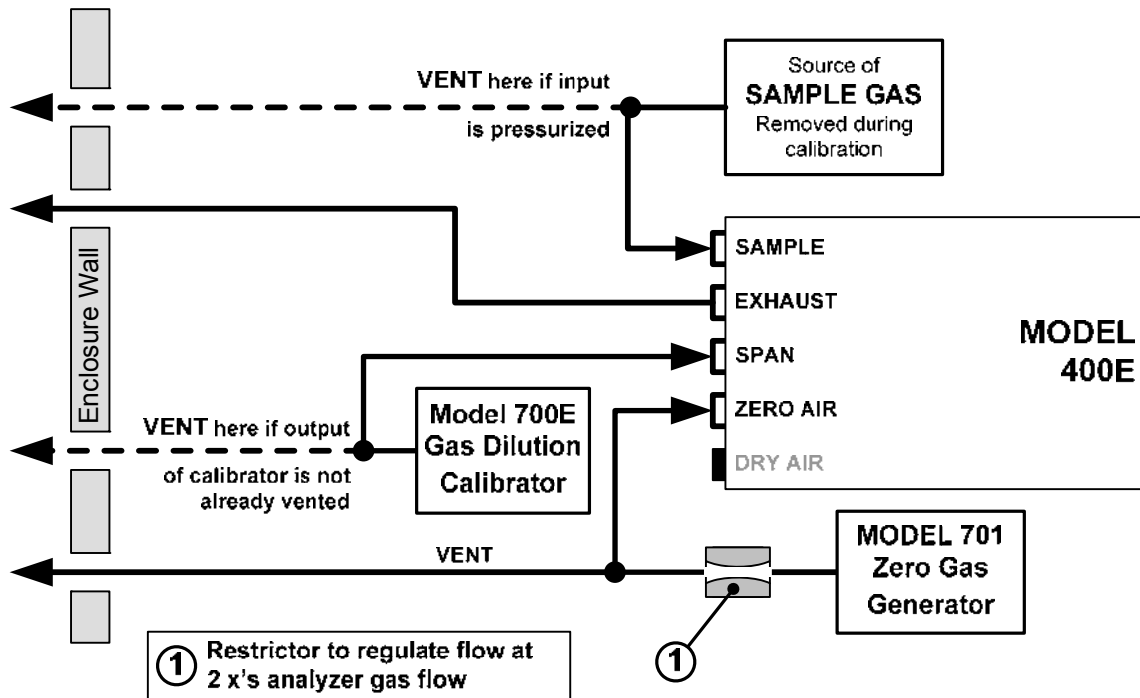 VENT here if input
is pressurized
Source of
SAMPLE GAS
Removed during
calibration
Enclosure Wall
SAMPLE
EXHAUST
SPAN
ZERO AIR
DRY AIR
MODEL
400E
VENT here if output
of calibrator is not
already vented
Model 700E
Gas Dilution
Calibrator
VENT
MODEL 701
Zero Gas
Generator
1
1 Restrictor to regulate flow at
2 x's analyzer gas flow